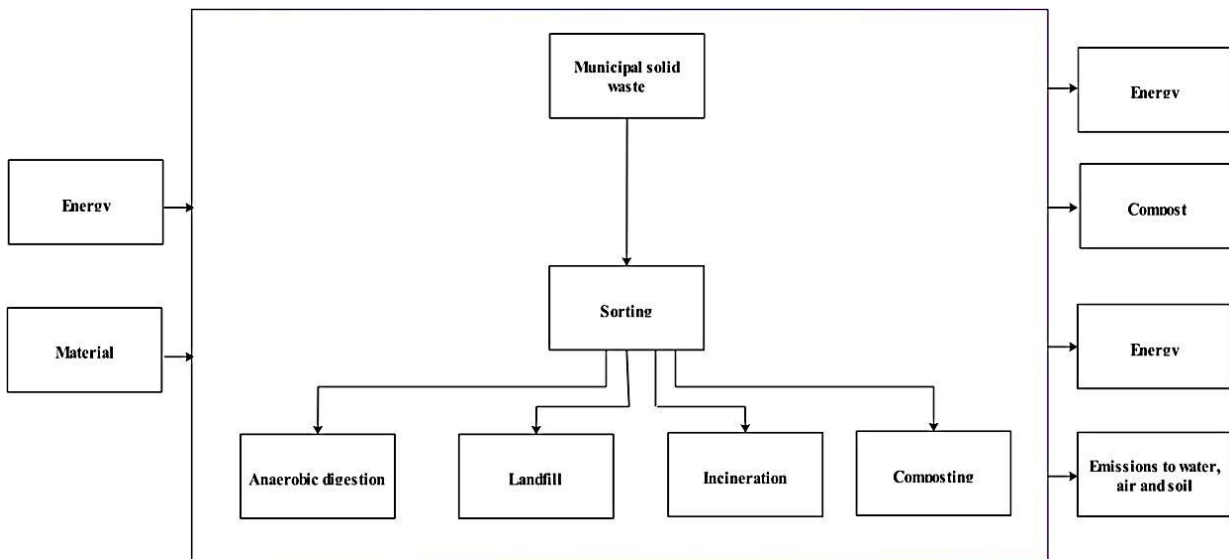 Municipal solid
waste
Energy
Energy
Compost
Sorting
Material
Energy
Anaerobic digestion
Landfill
Incineration
Composting
Emissions to water,
air and soil